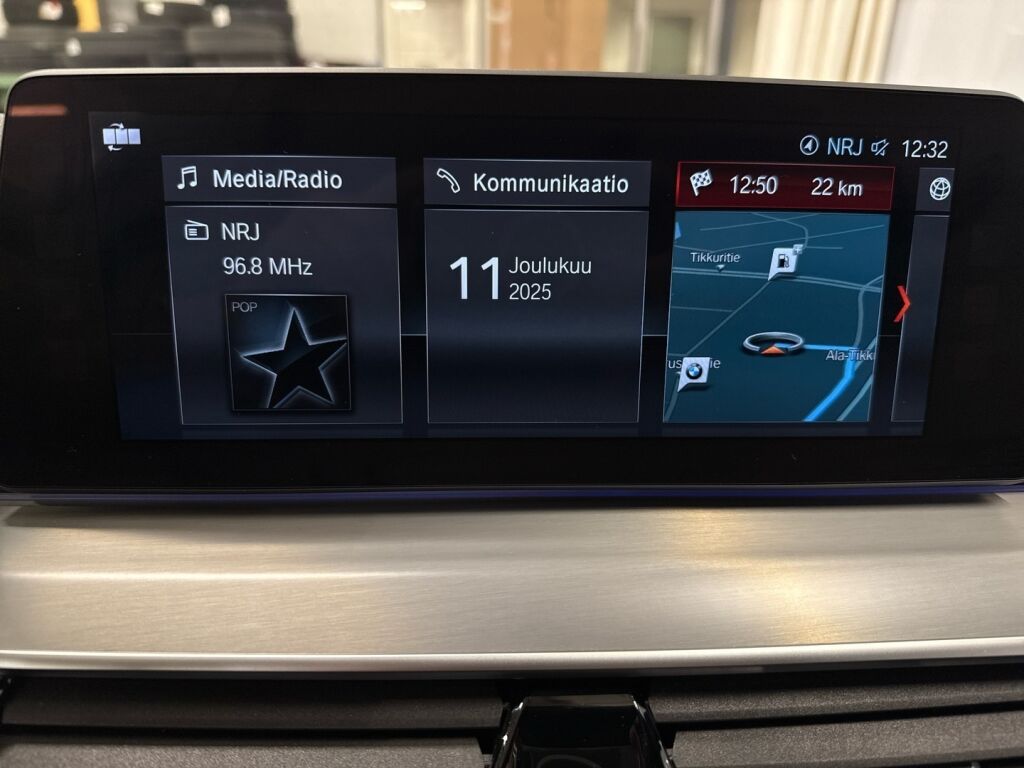 NRJ 12:32
Media/Radio
NRJ
96.8 MHz
POP
Kommunikaatio
11 Joulukuu
2025
12:50 22 km
Tikkuritie
Ala-Tikk